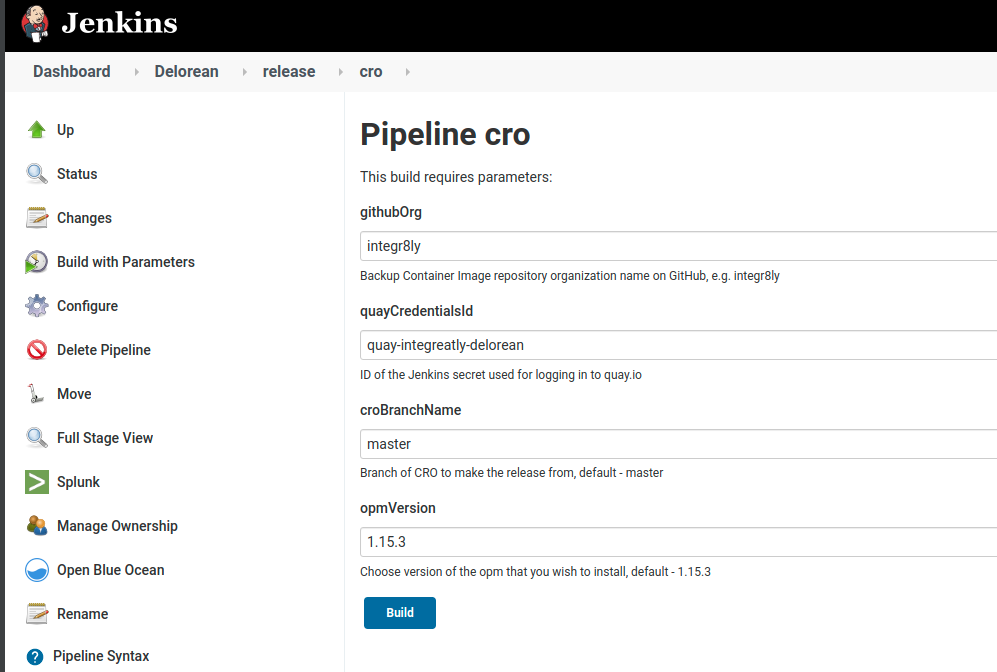 Jenkins
Dashboard Delorean release cro
Up
Status
Changes
Build with Parameters
Configure
Delete Pipeline
Move
Full Stage View
Splunk
Manage Ownership
Open Blue Ocean
Rename
? Pipeline Syntax
Pipeline cro
This build requires parameters:
githubOrg
integr8ly
Backup Container Image repository organization name on GitHub, e.g. integr8ly
quayCredentialsId
quay-integreatly-delorean
ID of the Jenkins secret used for logging in to quay.io
croBranchName
master
Branch of CRO to make the release from, default - master
opmVersion
1.15.3
Choose version of the opm that you wish to install, default - 1.15.3
Build